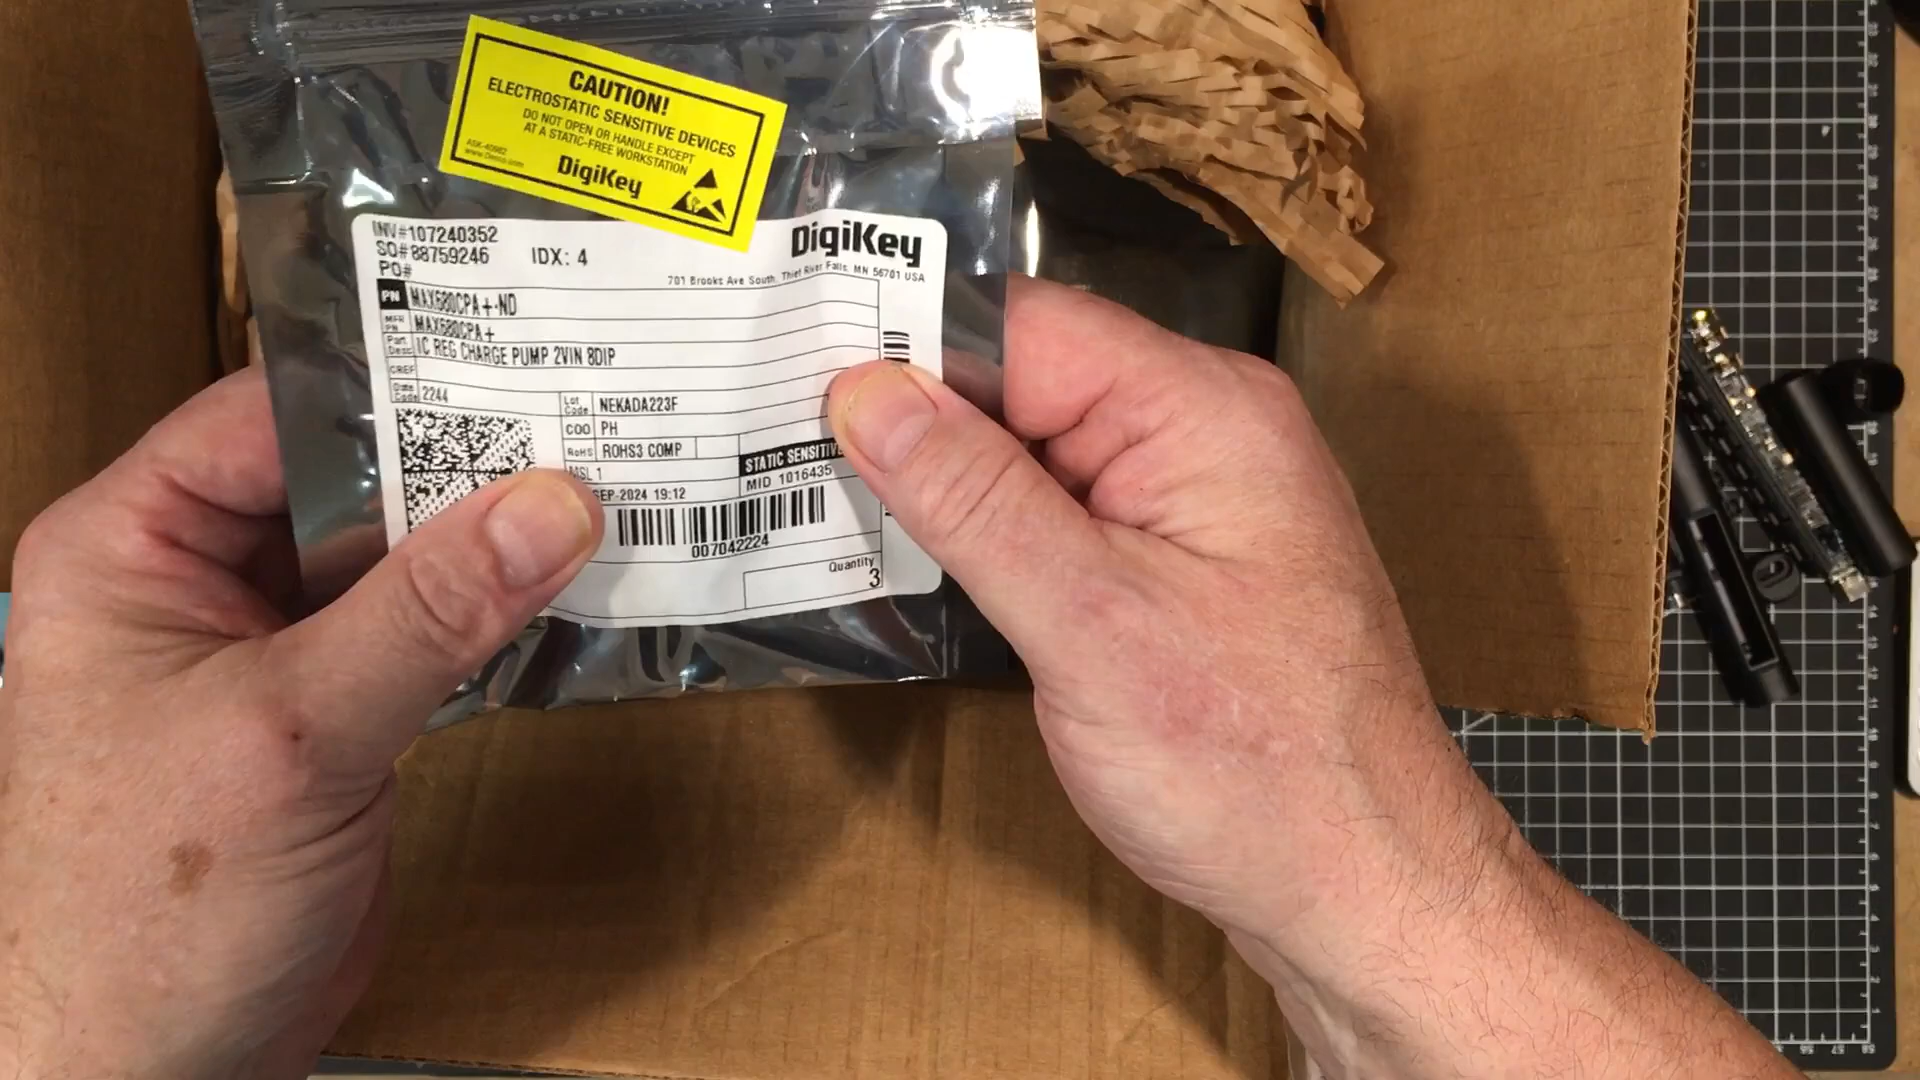 CAUTION!
ELECTROSTATIC SENSITIVE DEVICES
DO NOT OPEN OR HANDLE EXCEPT
AT A STATIC-FREE WORKSTATION
DigiKey
INV#107240352
SO#88759246
IDX: 4
PO#
DigiKey
701 Brooks Ave South, Thief River Falls, MN 56701 USA
PN MAX680CPA+-ND
MFR PN MAX680CPA+
Part Desc IC REG CHARGE PUMP 2VIN 8DIP
CREF
Date Code 2244
Lot Code NEKADA223F
COO PH
RoHS ROHS3 COMP
MSL 1
STATIC SENSITIVE
SEP-2024 19:12
MID 1016435
007042224
Quantity
3